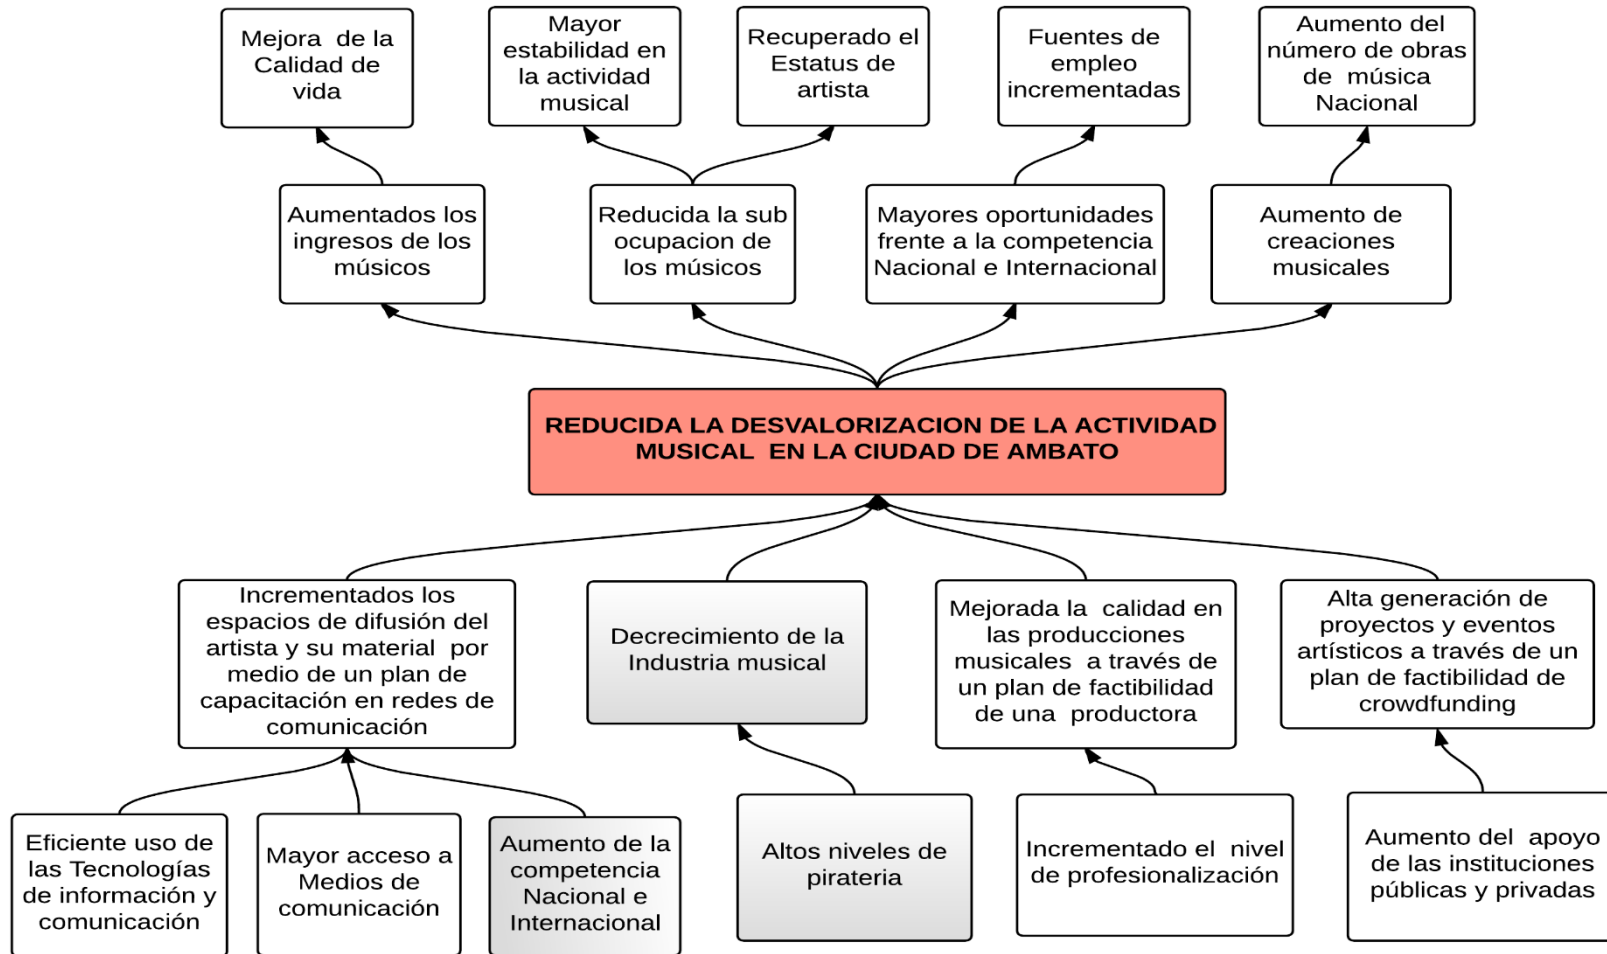 Mejora de la
Calidad de
vida
Mayor
estabilidad en
la actividad
musical
Recuperado el
Estatus de
artista
Fuentes de
empleo
incrementadas
Aumento del
número de obras
de música
Nacional
Aumentados los
ingresos de los
músicos
Reducida la sub
ocupacion de
los músicos
Mayores oportunidades
frente a la competencia
Nacional e Internacional
Aumento de
creaciones
musicales
REDUCIDA LA DESVALORIZACION DE LA ACTIVIDAD
MUSICAL EN LA CIUDAD DE AMBATO
Incrementados los
espacios de difusión del
artista y su material por
medio de un plan de
capacitación en redes de
comunicación
Decrecimiento de la
Industria musical
Mejorada la calidad en
las producciones
musicales a través de
un plan de factibilidad
de una productora
Alta generación de
proyectos y eventos
artísticos a través de un
plan de factibilidad de
crowdfunding
Eficiente uso de
las Tecnologías
de información y
comunicación
Mayor acceso a
Medios de
comunicación
Aumento de la
competencia
Nacional e
Internacional
Altos niveles de
pirateria
Incrementado el nivel
de profesionalización
Aumento del apoyo
de las instituciones
públicas y privadas